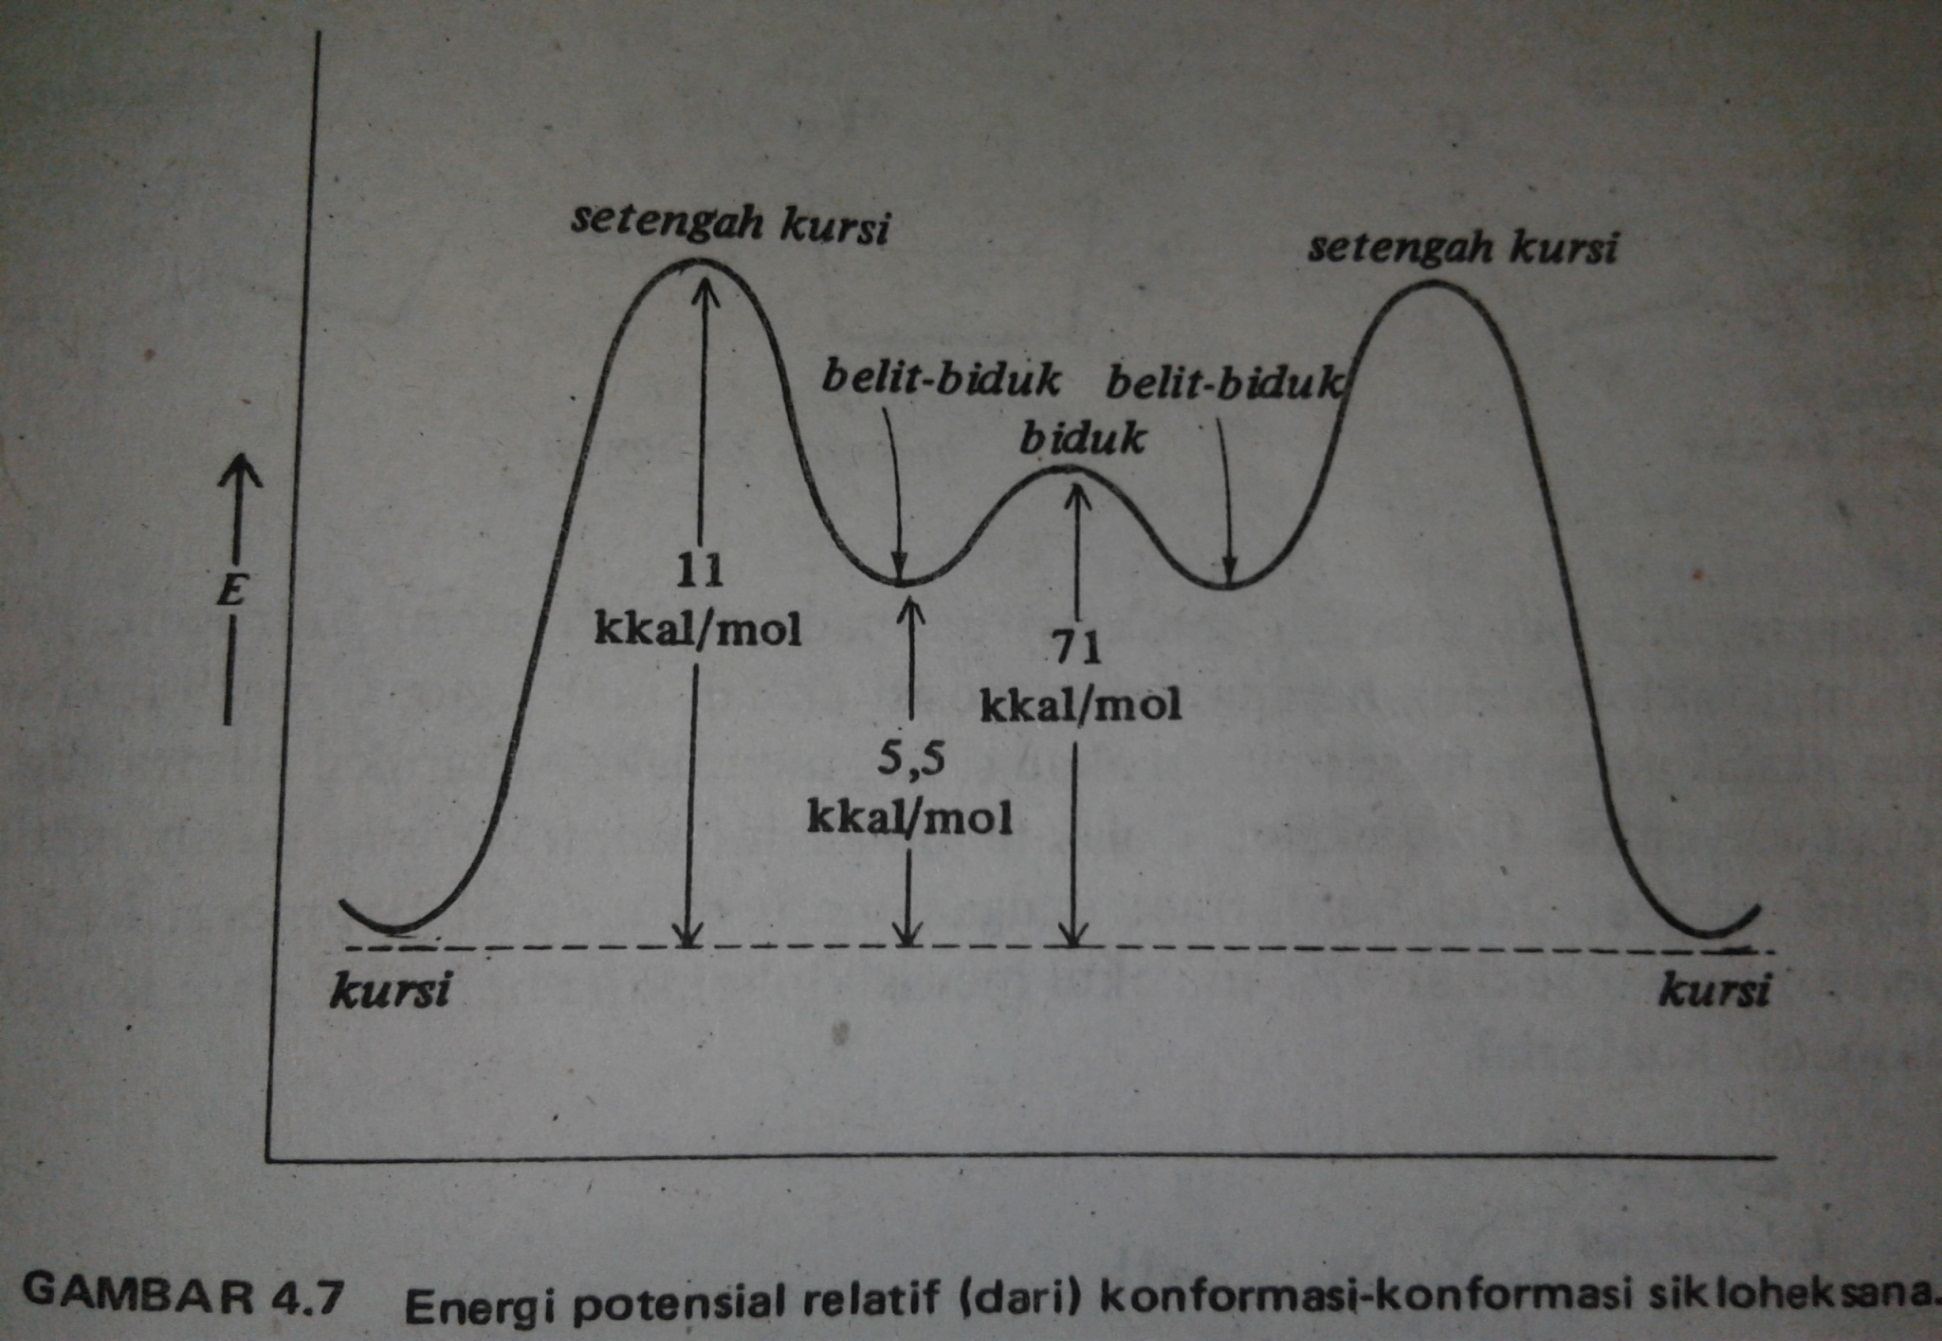 setengah kursi
setengah kursi
belit-biduk
belit-biduk
biduk
E
11
kkal/mol
71
kkal/mol
5,5
kkal/mol
kursi
kursi
GAMBAR 4.7 Energi potensial relatif (dari) konformasi-konformasi sikloheksana.